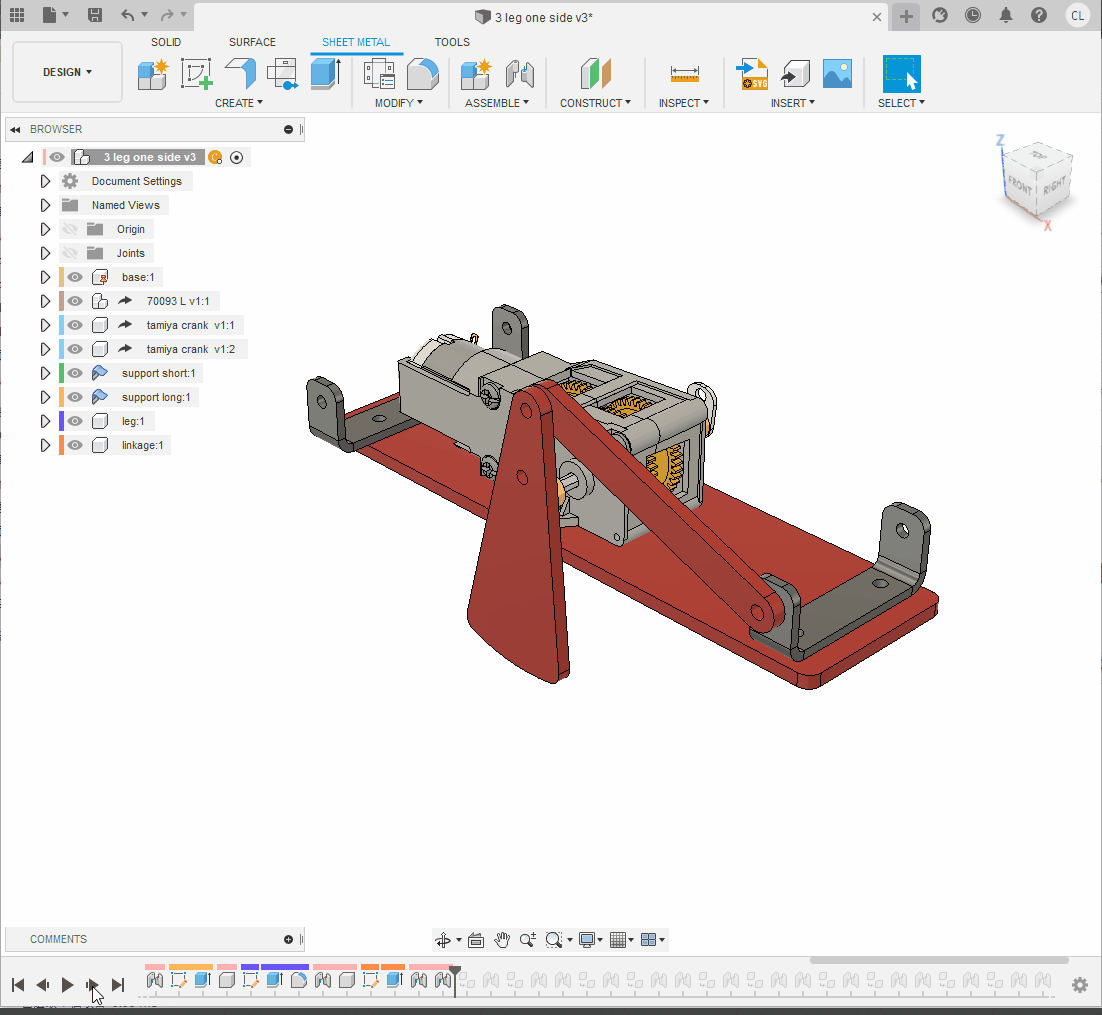 3 leg one side v3*
CL
SOLID
SURFACE
SHEET METAL
TOOLS
DESIGN
CREATE
MODIFY
ASSEMBLE
CONSTRUCT
INSPECT
INSERT
SELECT
SVG
BROWSER
3 leg one side v3
Document Settings
Named Views
Origin
Joints
base:1
70093 L v1:1
tamiya crank v1:1
tamiya crank v1:2
support short:1
support long:1
leg:1
linkage:1
Z
TOP
FRONT
RIGHT
X
COMMENTS